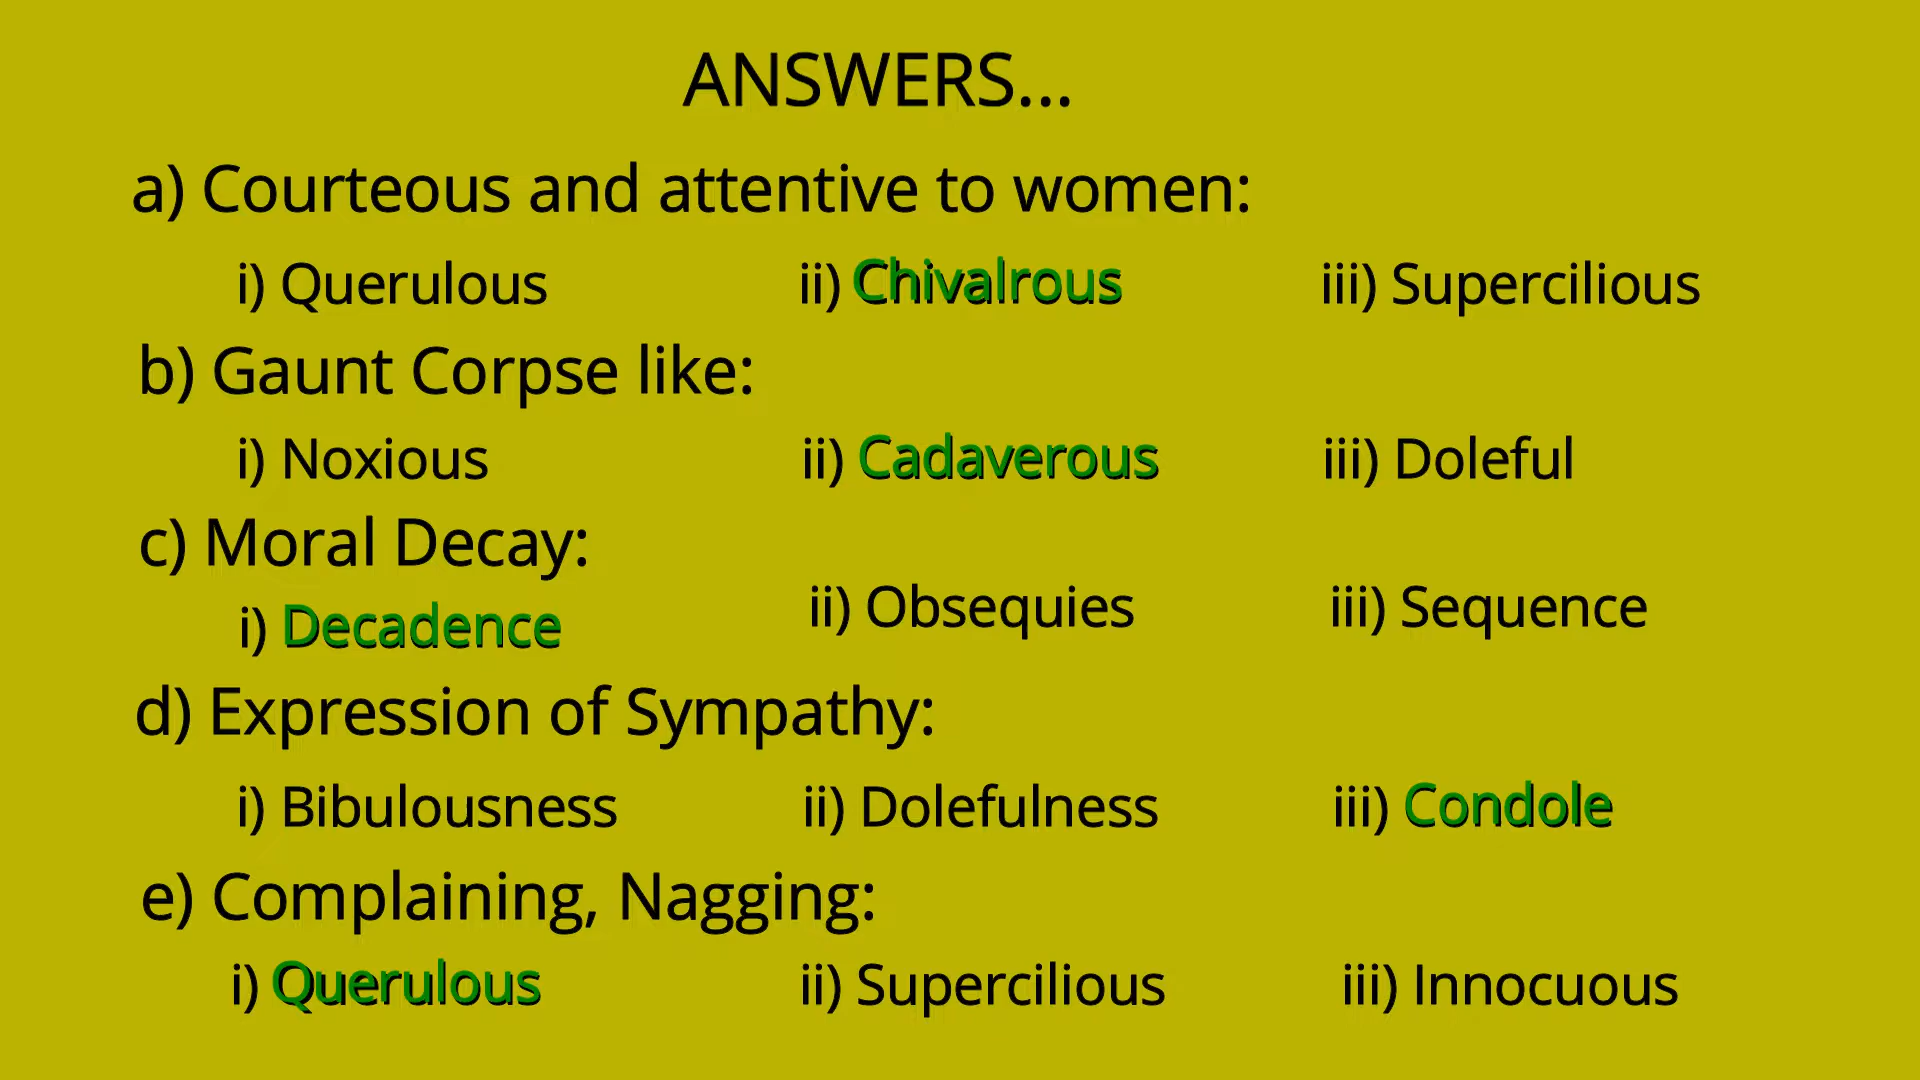 ANSWERS...
a) Courteous and attentive to women:
i) Querulous ii) Chivalrous iii) Supercilious
b) Gaunt Corpse like:
i) Noxious ii) Cadaverous iii) Doleful
c) Moral Decay:
i) Decadence ii) Obsequies iii) Sequence
d) Expression of Sympathy:
i) Bibulousness ii) Dolefulness iii) Condole
e) Complaining, Nagging:
i) Querulous ii) Supercilious iii) Innocuous